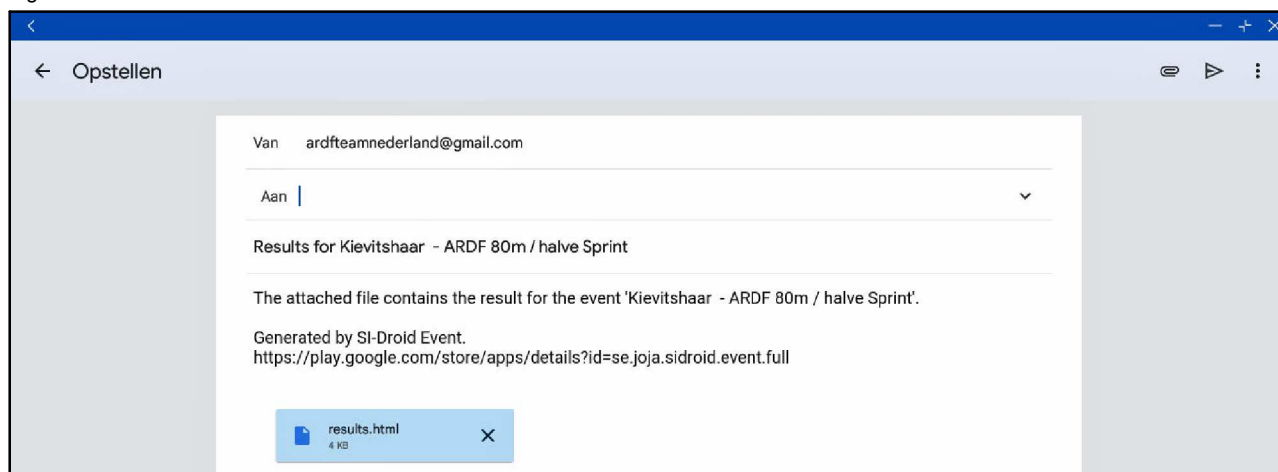 Opstellen
Van ardfteamnederland@gmail.com
Aan
Results for Kievitshaar - ARDF 80m / halve Sprint
The attached file contains the result for the event 'Kievitshaar - ARDF 80m / halve Sprint'.
Generated by SI-Droid Event.
https://play.google.com/store/apps/details?id=se.joja.sidroid.event.full
results.html
4 KB